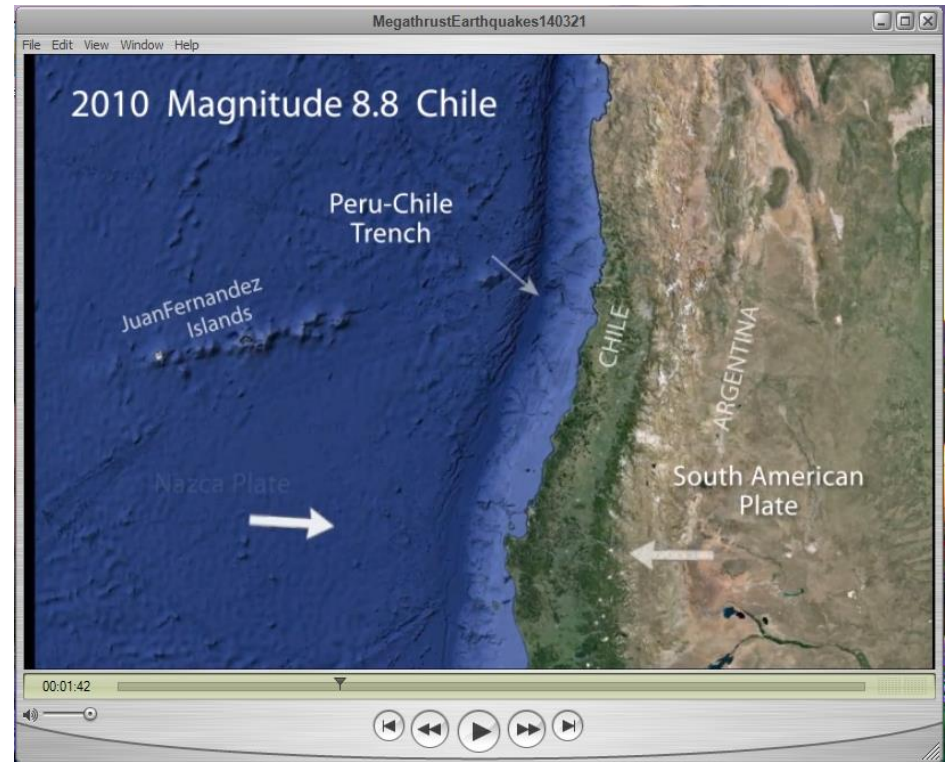 MegathrustEarthquakes140321
File Edit View Window Help
2010 Magnitude 8.8 Chile
Peru-Chile
Trench
JuanFernandez
Islands
CHILE
ARGENTINA
Nazca Plate
South American
Plate
00:01:42